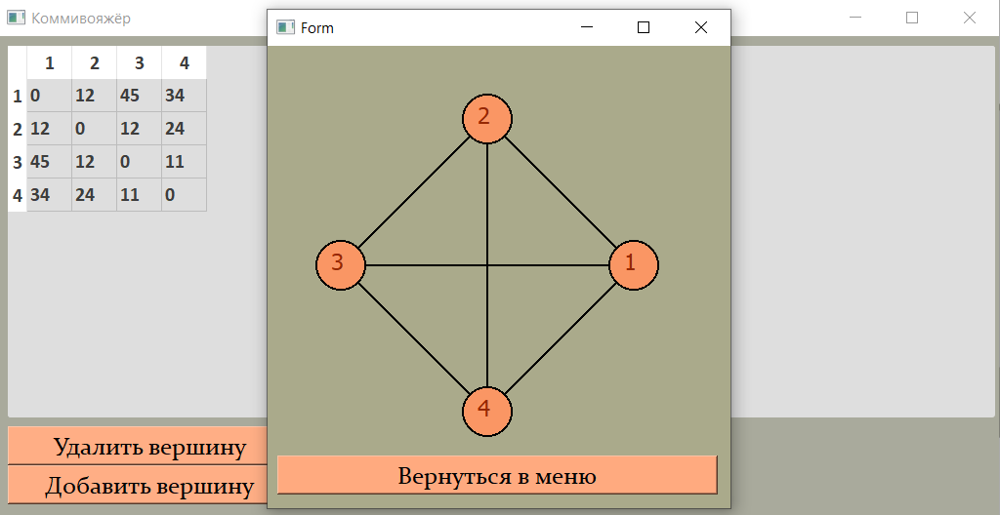 Коммивояжёр
1 2 3 4
1 0 12 45 34
2 12 0 12 24
3 45 12 0 11
4 34 24 11 0
Удалить вершину
Добавить вершину
Form
2
3 1
4
Вернуться в меню